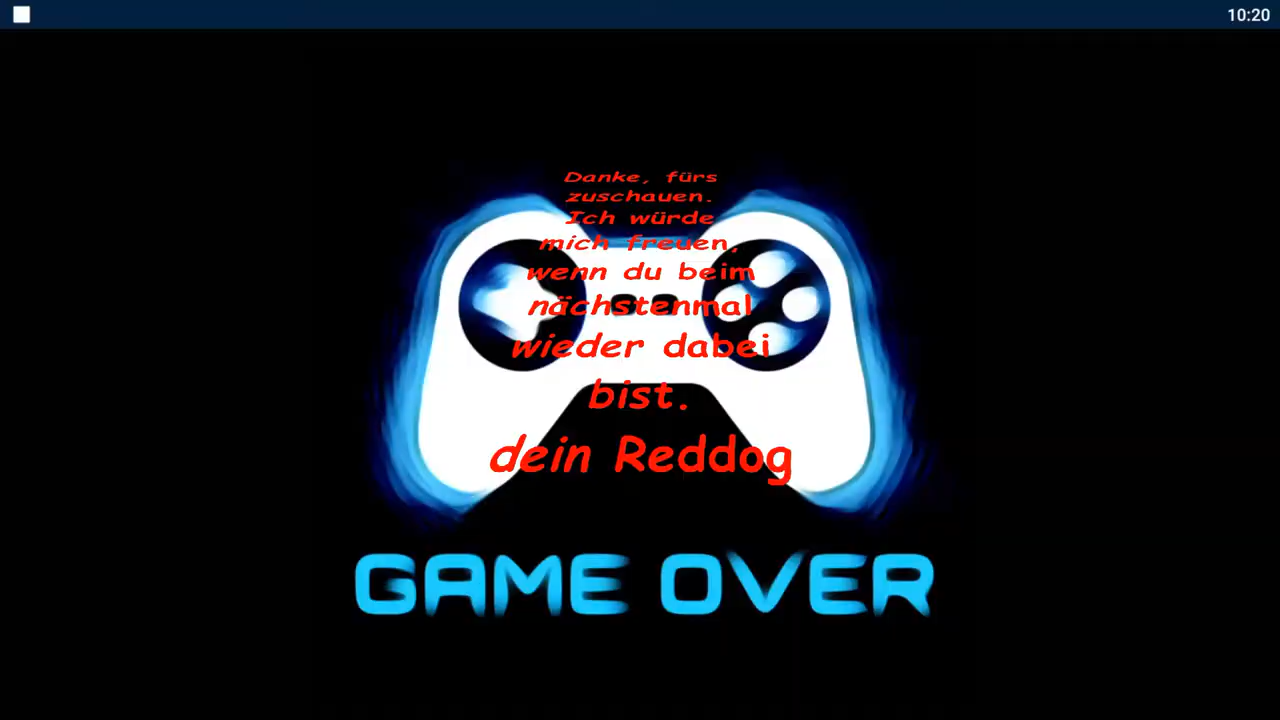 10:20
Danke, fürs
zuschauen.
Ich würde
mich freuen,
wenn du beim
nächstenmal
wieder dabei
bist.
dein Reddog
GAME OVER